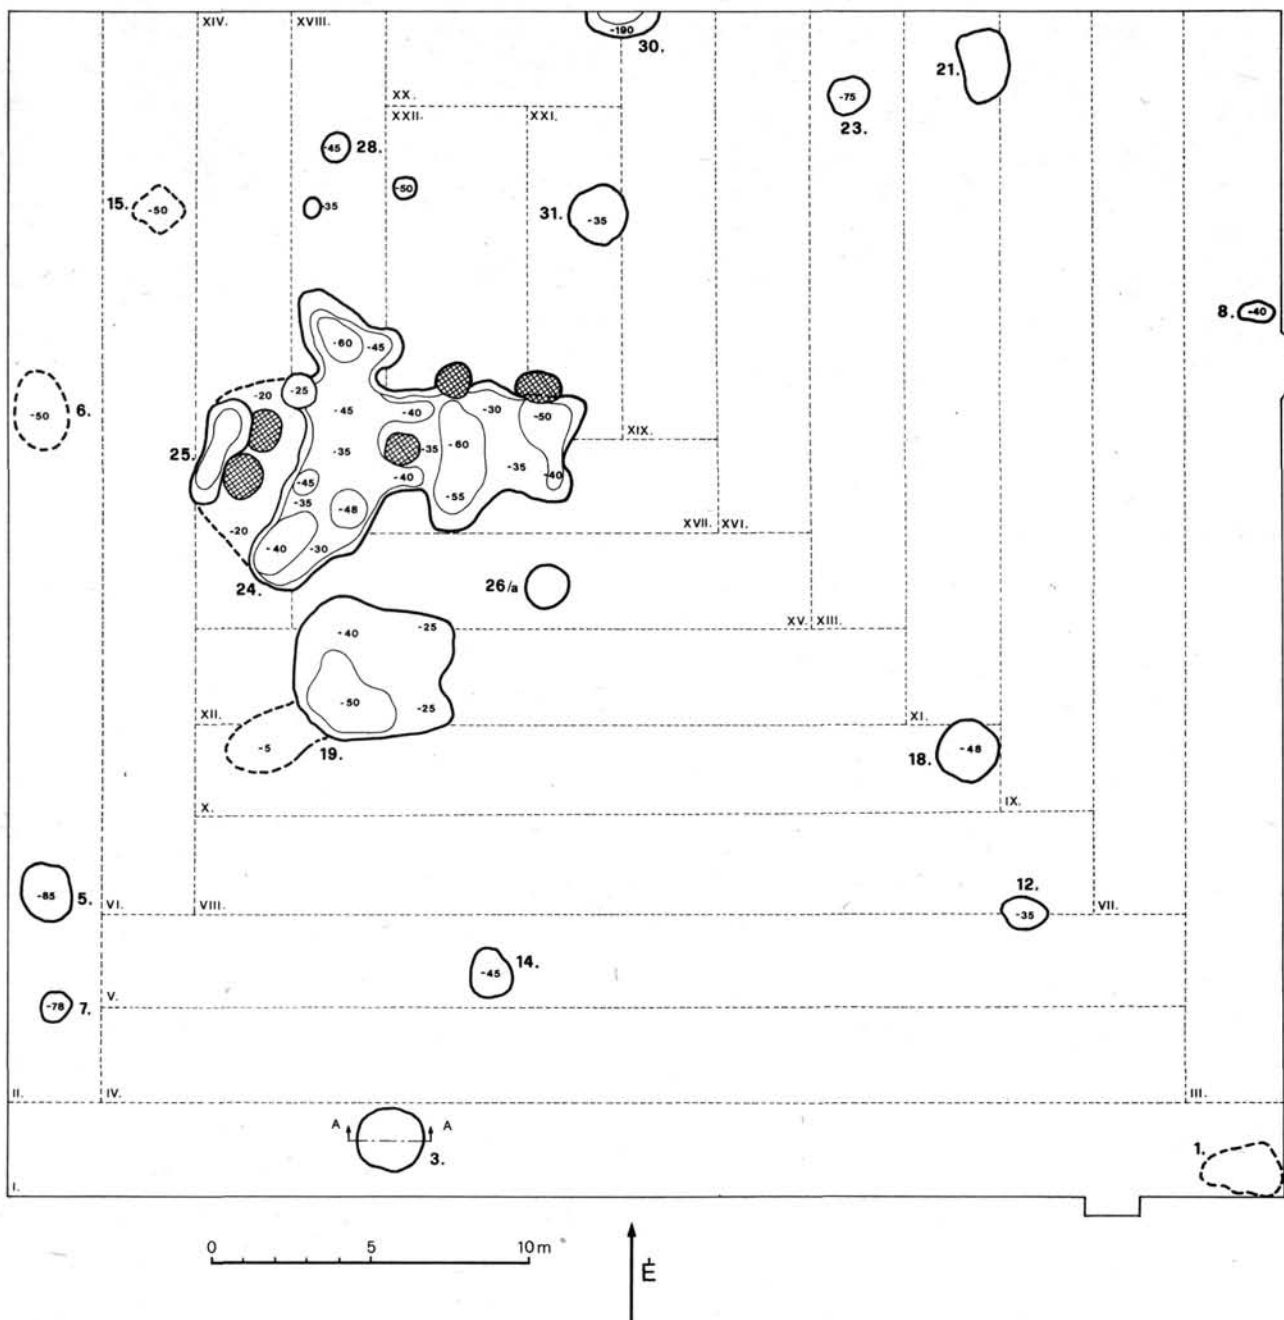 XIV. XVIII.
-190
30.
21.
-75
23.
XX.
XXII. XXI.
-45 28.
-50
15. -50
-35
31. -35
8. -40
-60 -45
-20 -25
6. -50
-45 -40 -30 -50
XIX.
-35 -35 -60
25.
-45 -40 -35 -40
-35 -48 -55
-20
XVII. XVI.
-40 -30
24.
26/a
-40 -25
XV. XIII.
-50 -25
XII. XI.
-5 19.
18. -48
X. IX.
12.
-85 5.
VI. VIII. -35 VII.
-45 14.
-78 7. V.
II. IV. III.
A A
3.
1.
I.
0 5 10m
É